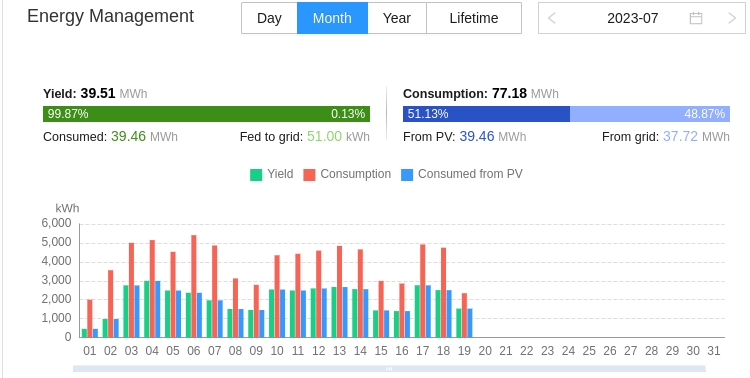 Energy Management Day Month Year Lifetime 2023-07
Yield: 39.51 MWh Consumption: 77.18 MWh
99.87% 0.13% 51.13% 48.87%
Consumed: 39.46 MWh Fed to grid: 51.00 kWh From PV: 39.46 MWh From grid: 37.72 MWh
Yield Consumption Consumed from PV
kWh
6,000
5,000
4,000
3,000
2,000
1,000
0
01 02 03 04 05 06 07 08 09 10 11 12 13 14 15 16 17 18 19 20 21 22 23 24 25 26 27 28 29 30 31